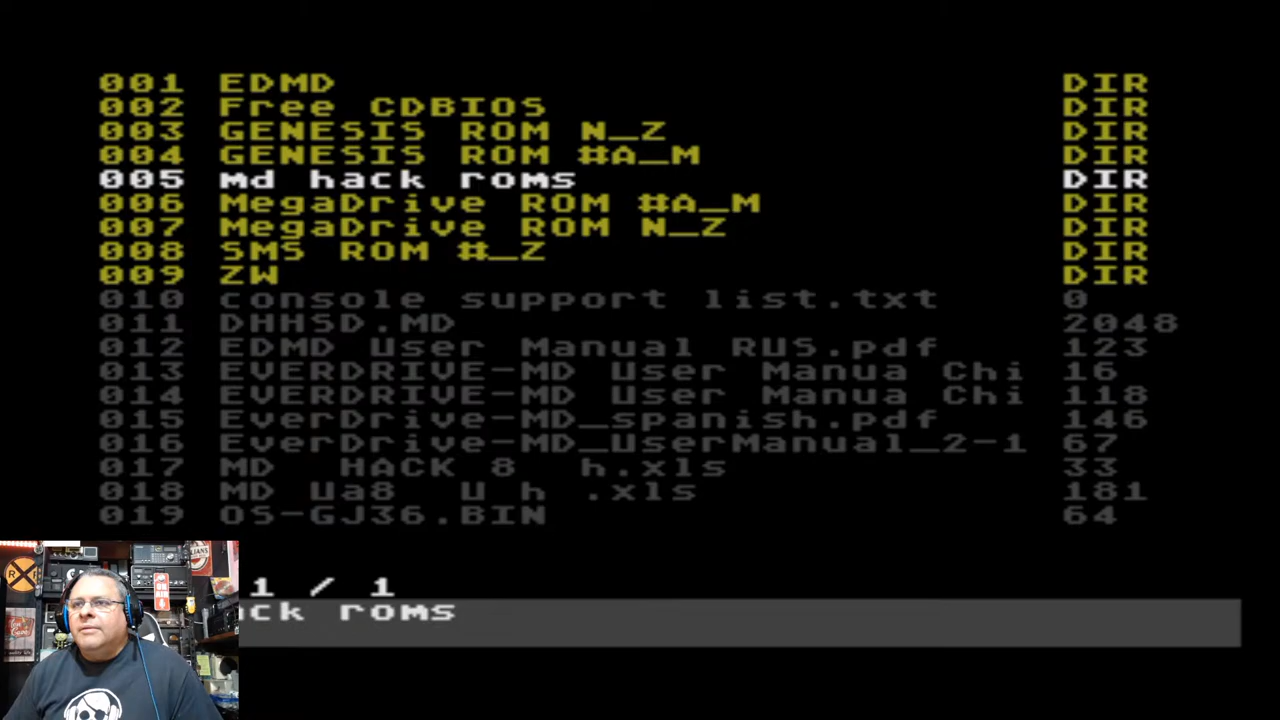 001 EDMD DIR
002 Free CDBIOS DIR
003 GENESIS ROM N_Z DIR
004 GENESIS ROM #A_M DIR
005 md hack roms DIR
006 MegaDrive ROM #A_M DIR
007 MegaDrive ROM N_Z DIR
008 SMS ROM #_Z DIR
009 ZW DIR
010 console support list.txt 0
011 DHHSD.MD 2048
012 EDMD User Manual RUS.pdf 123
013 EVERDRIVE-MD User Manua Chi 16
014 EVERDRIVE-MD User Manua Chi 118
015 EverDrive-MD_spanish.pdf 146
016 EverDrive-MD_UserManual_2-1 67
017 MD HACK 8 h.xls 33
018 MD Ua8 U h .xls 181
019 OS-GJ36.BIN 64
1 / 1
ack roms
ON AIR